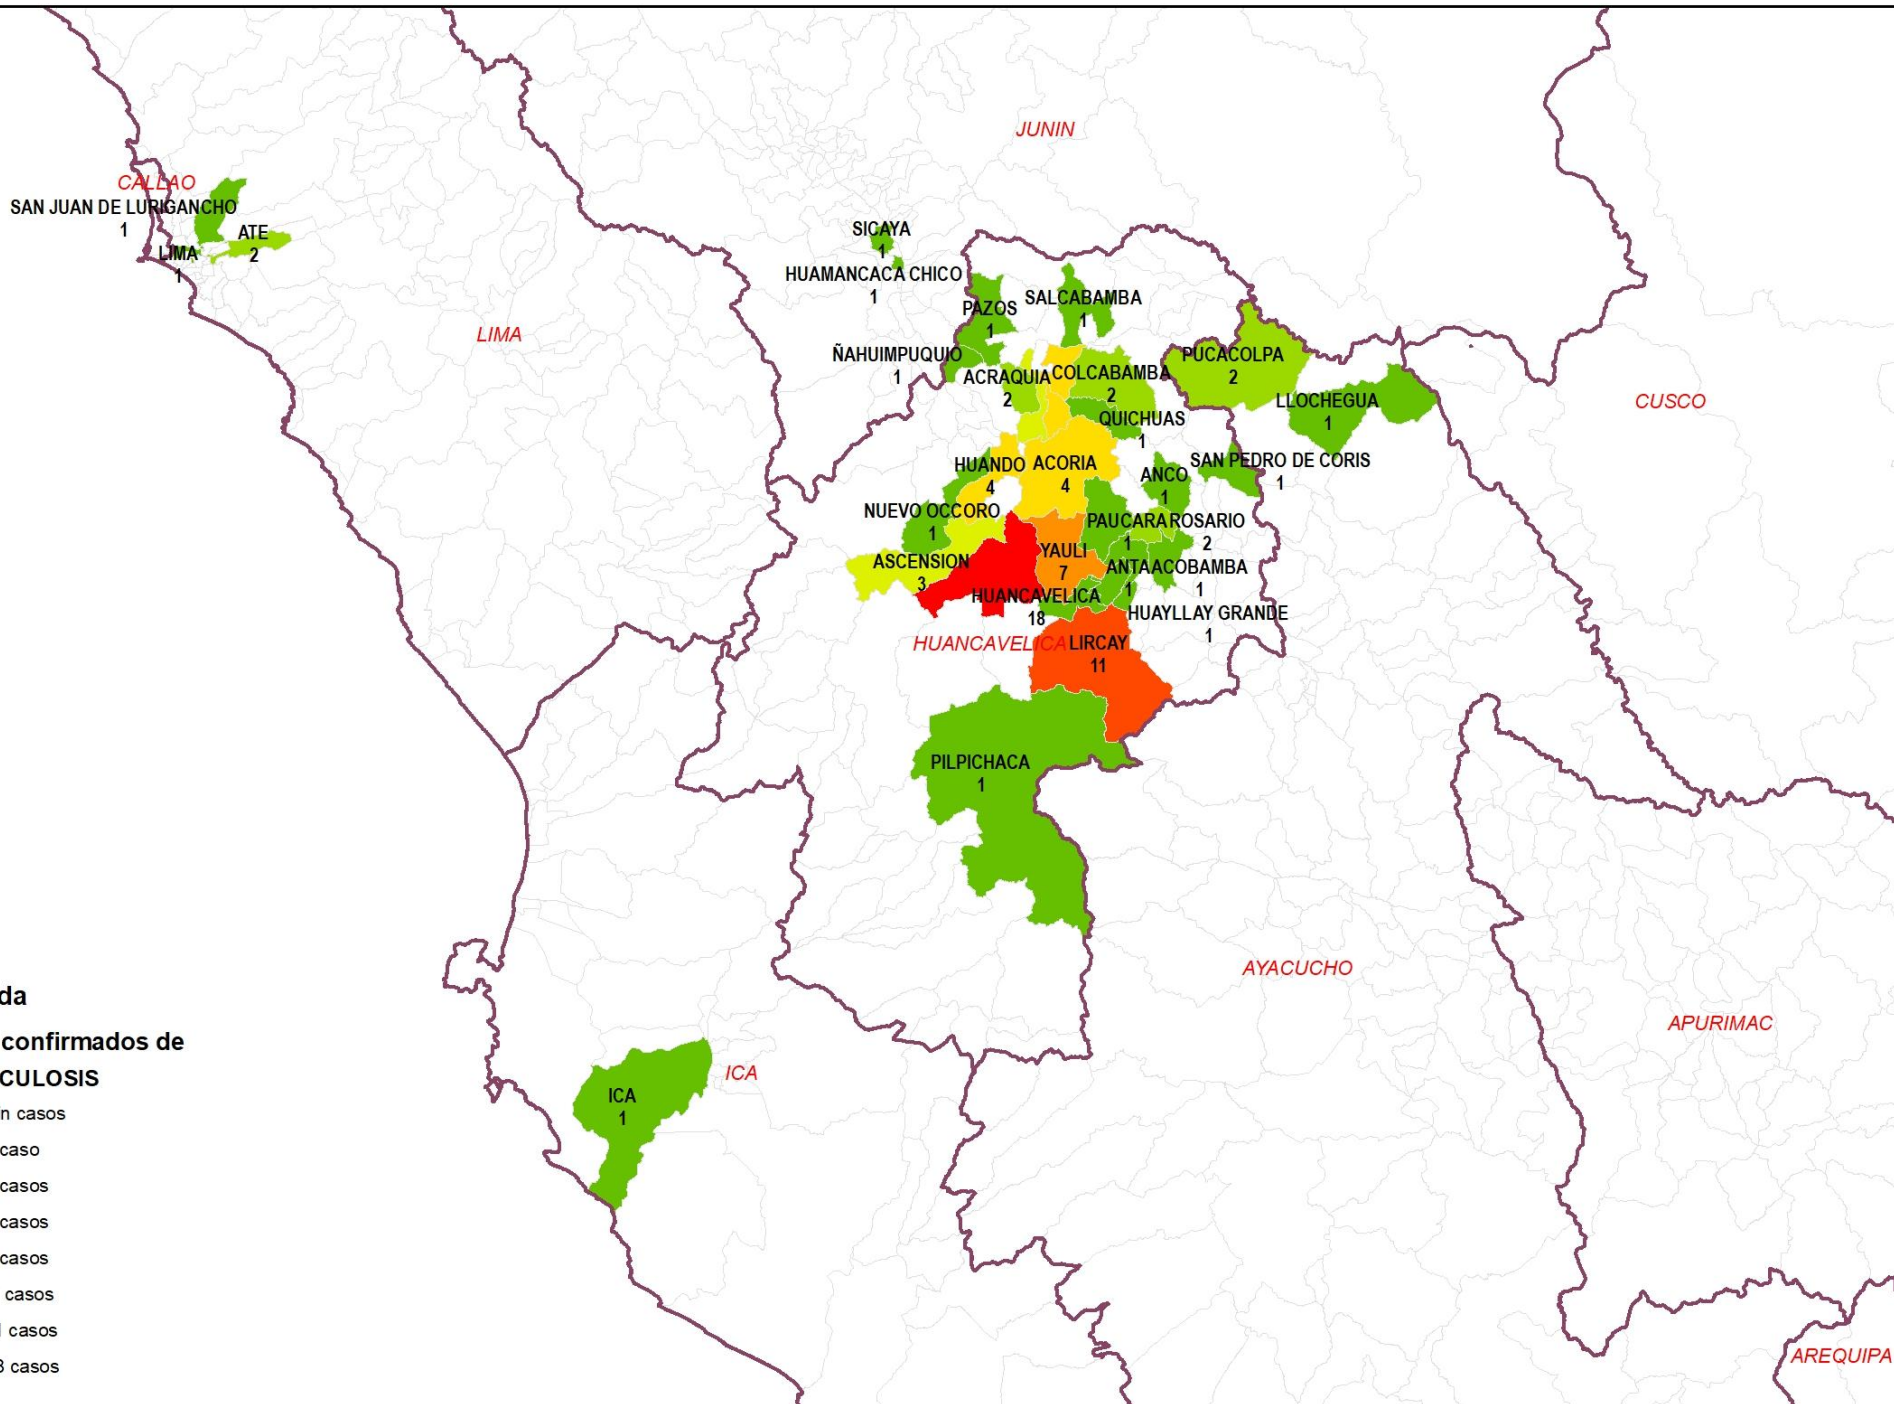 JUNIN
CALLAO
SAN JUAN DE LURIGANCHO
1
ATE
2
LIMA
1
SICAYA
1
HUAMANCACA CHICO
1
PAZOS
1
SALCABAMBA
1
LIMA
ÑAHUIMPUQUIO
1
ACRAQUIA
2
COLCABAMBA
2
PUCACOLPA
2
LLOCHEGUA
1
CUSCO
QUICHUAS
1
HUANDO
4
ACORIA
4
ANCO
1
SAN PEDRO DE CORIS
1
NUEVO OCCORO
1
PAUCARA
1
ROSARIO
2
ASCENSION
3
YAULI
7
ANTA
1
ACOBAMBA
1
HUANCAVELICA
18
HUAYLLAY GRANDE
1
HUANCAVELICA
LIRCAY
11
PILPICHACA
1
AYACUCHO
APURIMAC
ICA
ICA
1
AREQUIPA
da
confirmados de
CULOSIS
n casos
caso
casos
casos
casos
casos
casos
casos